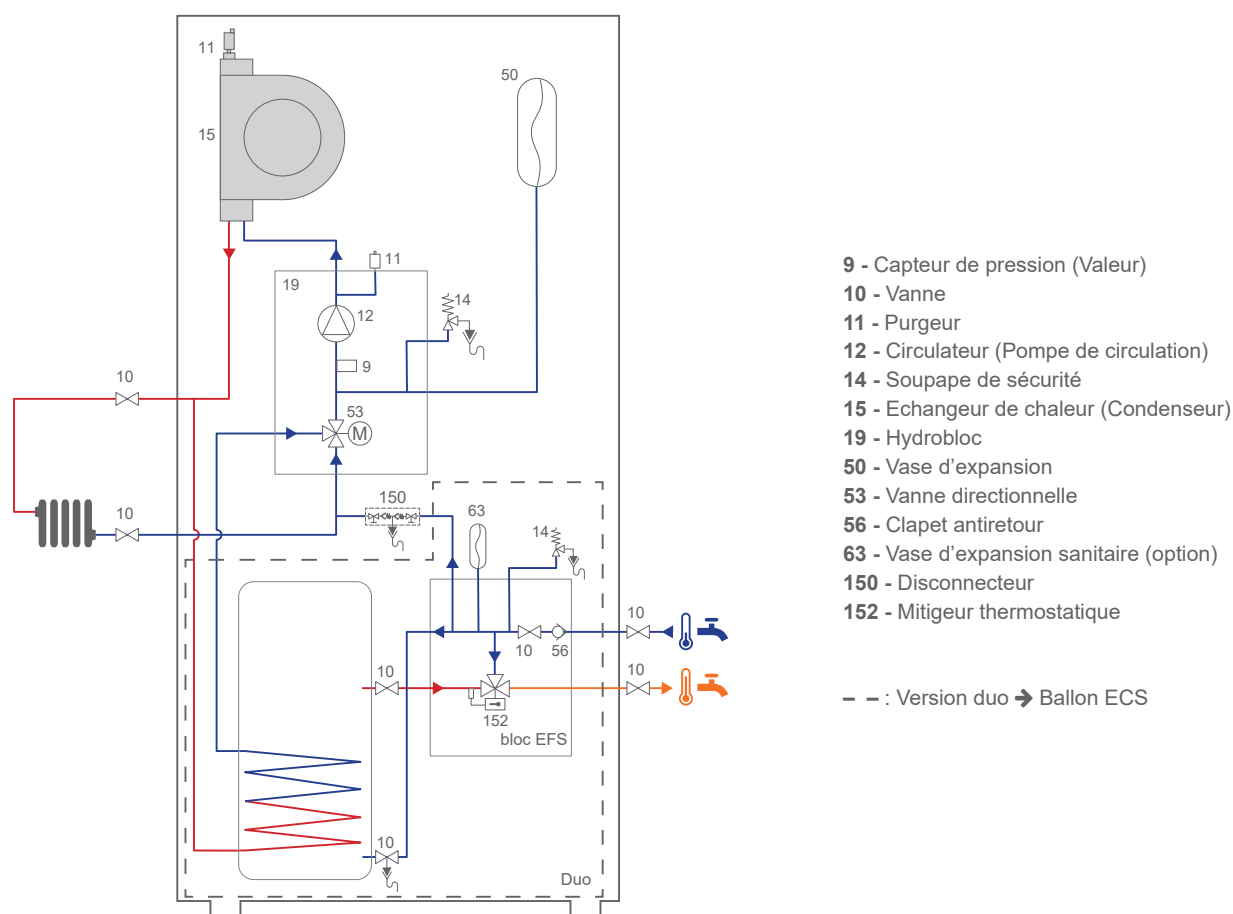 11
50
15
11
19
14
12
9
10
53
M
10
150
63
14
10
10
56
10
10
152
bloc EFS
10
Duo
9 - Capteur de pression (Valeur)
10 - Vanne
11 - Purgeur
12 - Circulateur (Pompe de circulation)
14 - Soupape de sécurité
15 - Echangeur de chaleur (Condenseur)
19 - Hydrobloc
50 - Vase d’expansion
53 - Vanne directionnelle
56 - Clapet antiretour
63 - Vase d’expansion sanitaire (option)
150 - Disconnecteur
152 - Mitigeur thermostatique
– – : Version duo ➔ Ballon ECS